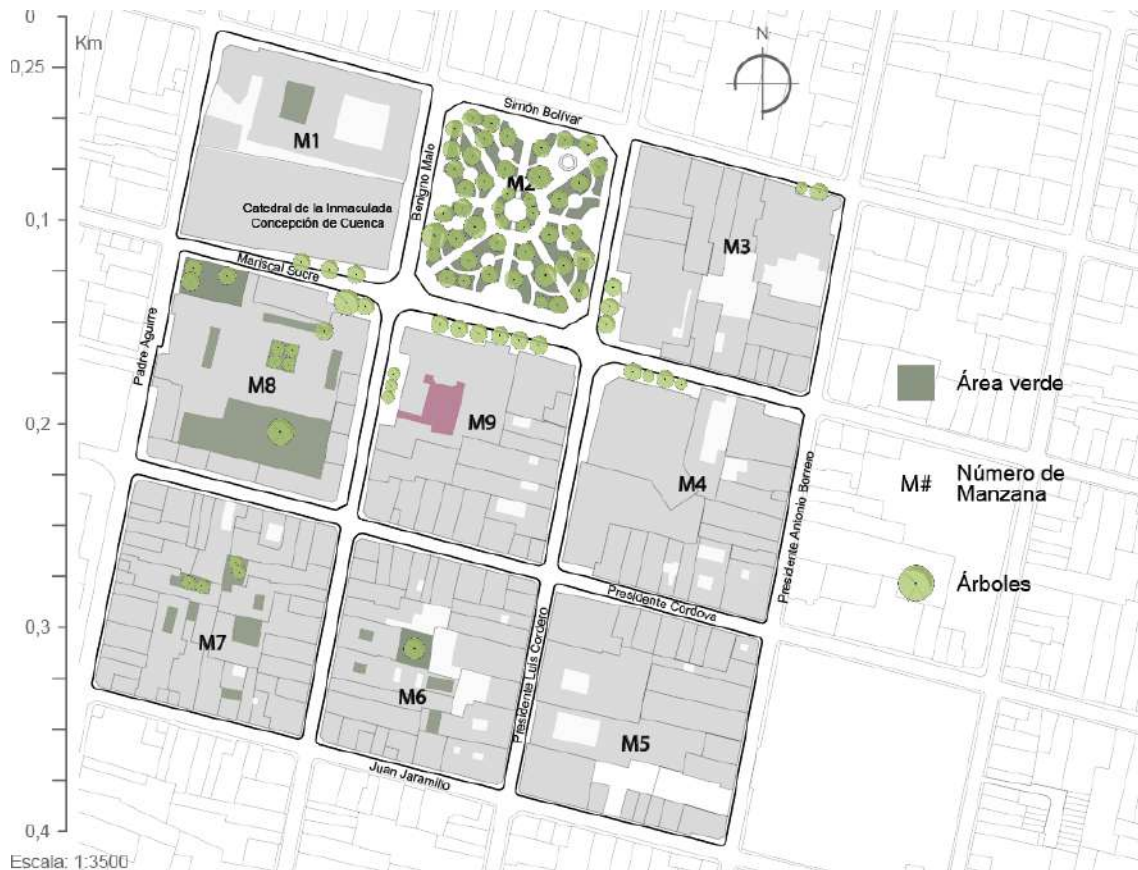 0
Km
0,25
0,1
0,2
0,3
0,4
Escala: 1:3500
N
Simón Bolívar
Benigno Malo
M1
M2
M3
Catedral de la Inmaculada
Concepción de Cuenca
Mariscal Sucre
Padre Aguirre
M8
M9
M4
Presidente Antonio Borrero
Presidente Cordova
M7
M6
Presidente Luis Cordero
M5
Juan Jaramillo
Área verde
M# Número de
Manzana
Árboles